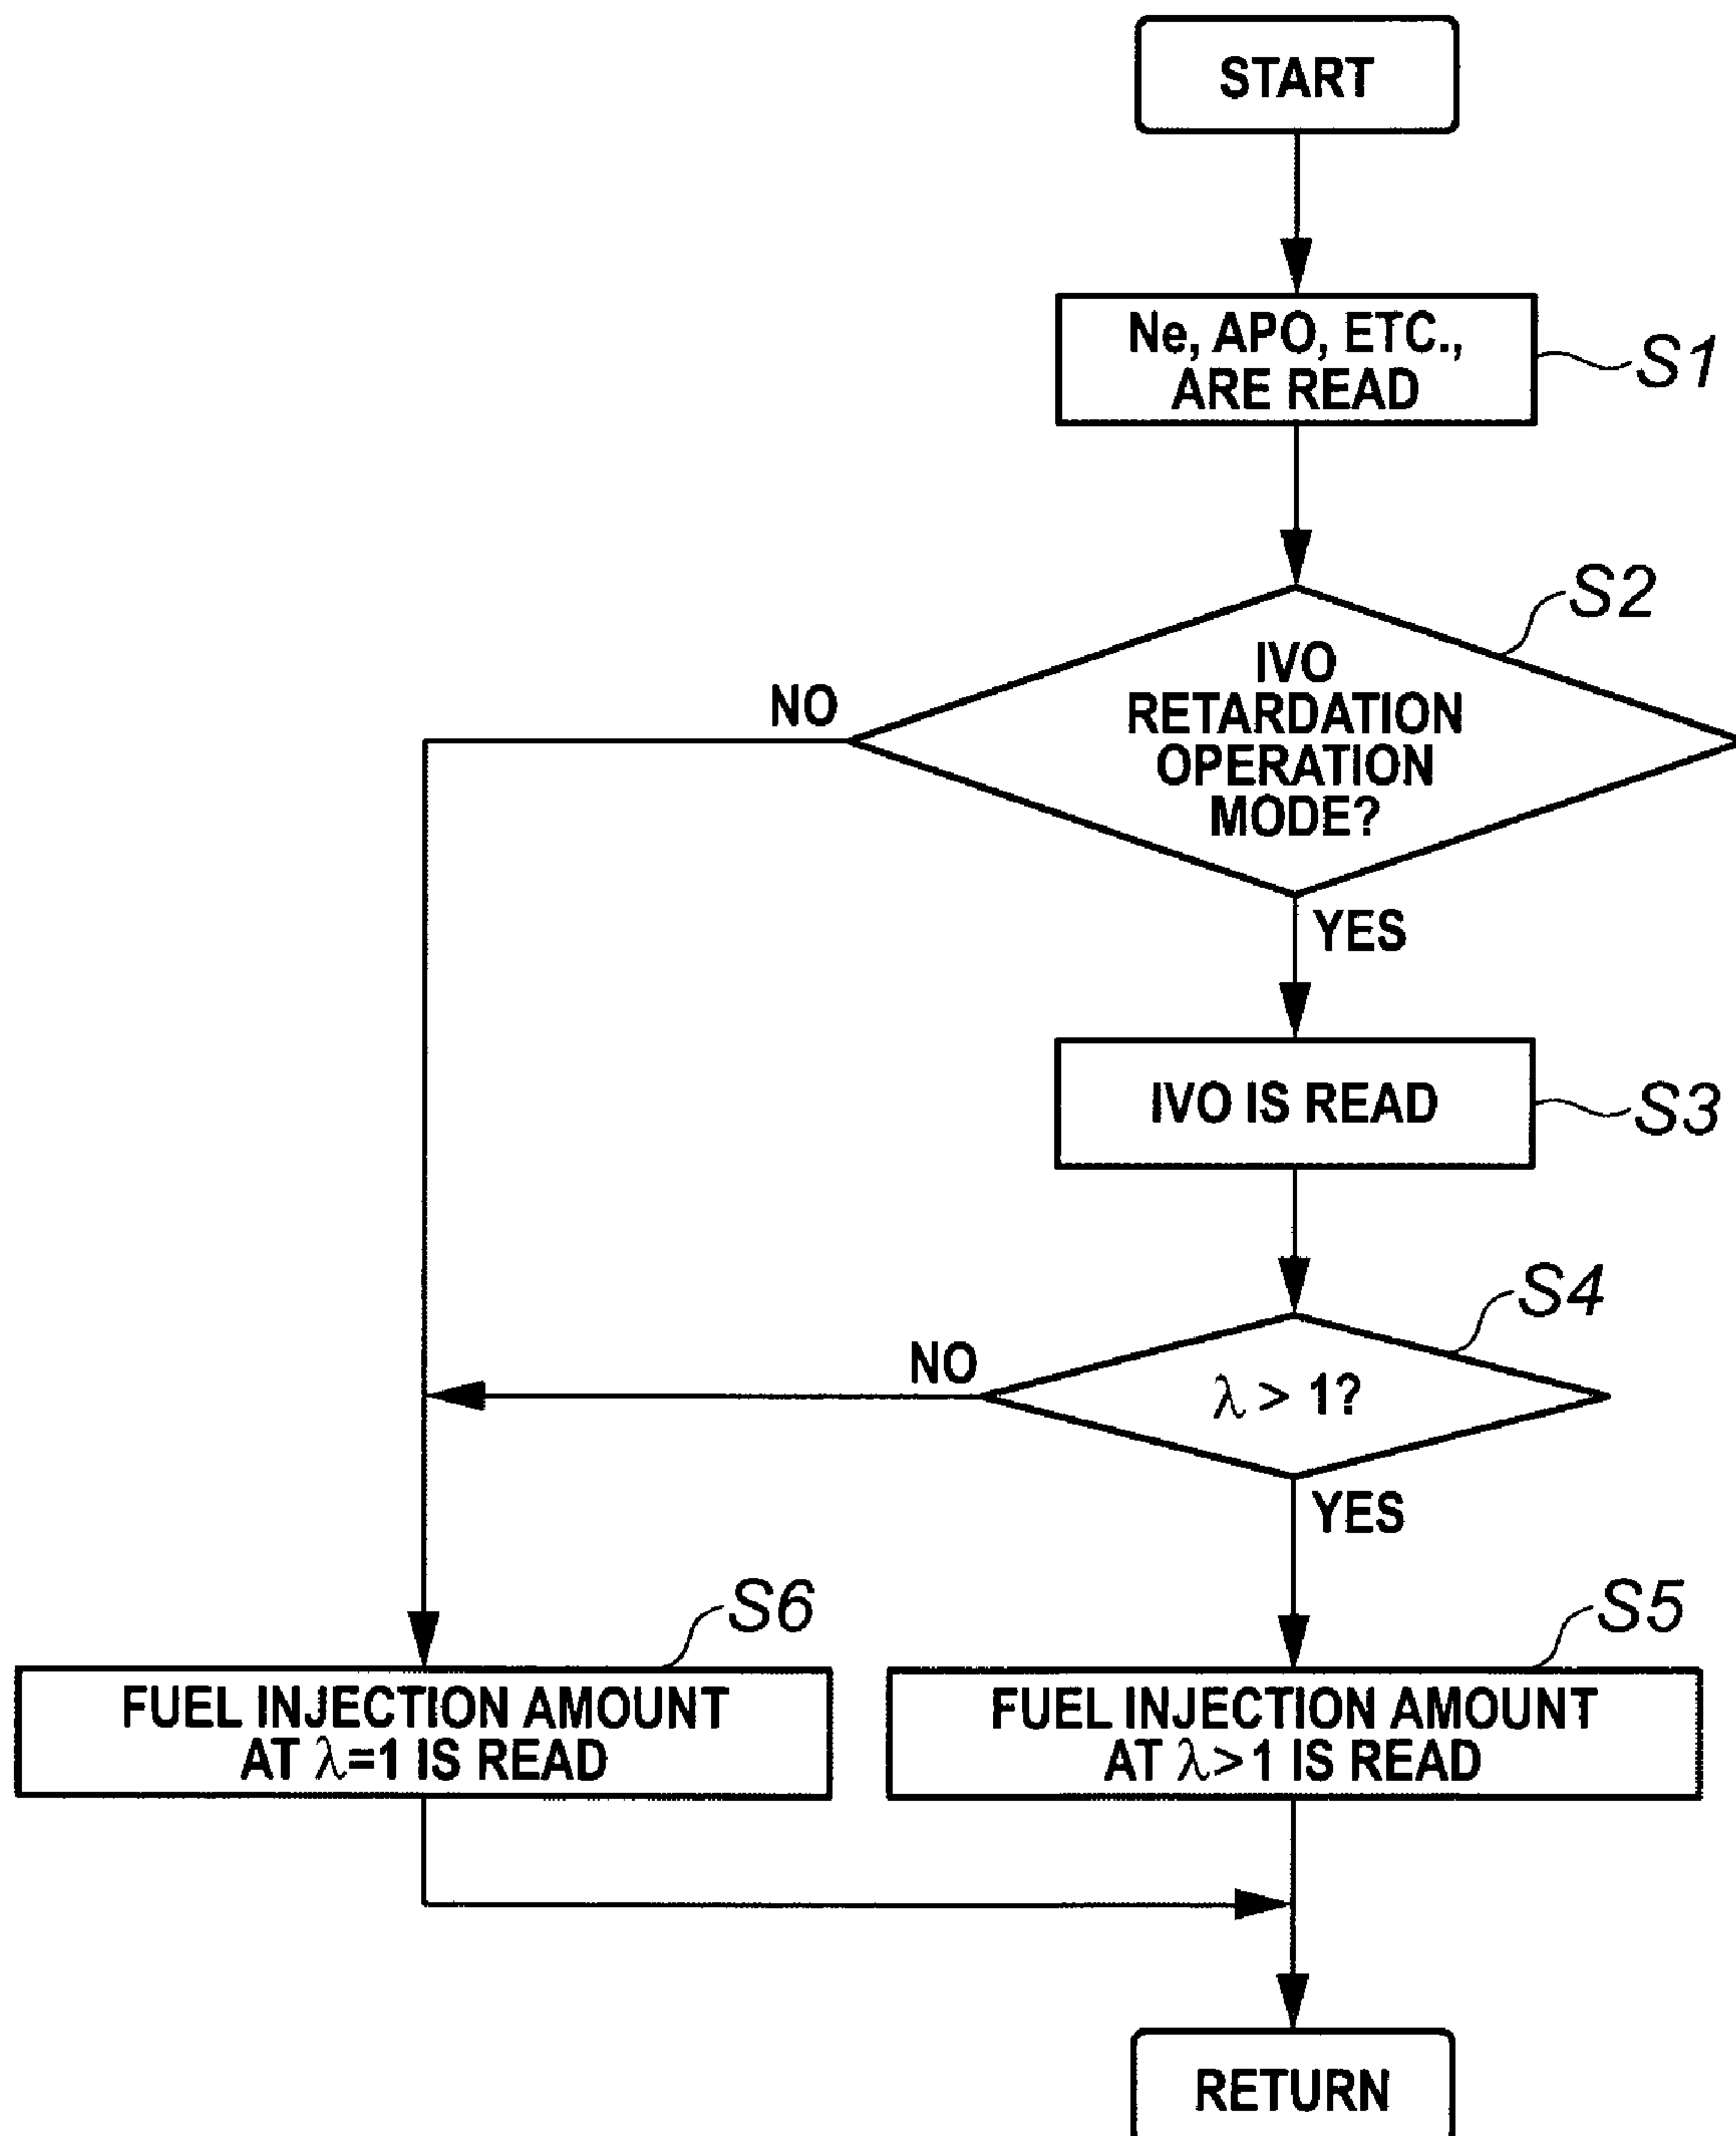 START
Ne, APO, ETC.,
ARE READ
S1
S2
IVO
RETARDATION
OPERATION
MODE?
NO
YES
IVO IS READ
S3
S4
NO
λ > 1?
YES
S6
S5
FUEL INJECTION AMOUNT
AT λ=1 IS READ
FUEL INJECTION AMOUNT
AT λ>1 IS READ
RETURN